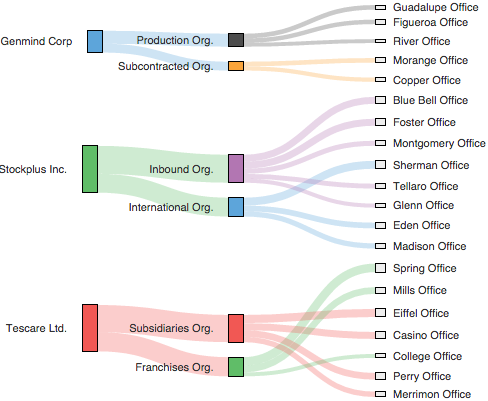 Genmind Corp
Production Org.
Subcontracted Org.
Guadalupe Office
Figueroa Office
River Office
Morange Office
Copper Office
Stockplus Inc.
Inbound Org.
International Org.
Blue Bell Office
Foster Office
Montgomery Office
Sherman Office
Tellaro Office
Glenn Office
Eden Office
Madison Office
Tescare Ltd.
Subsidiaries Org.
Franchises Org.
Spring Office
Mills Office
Eiffel Office
Casino Office
College Office
Perry Office
Merrimon Office